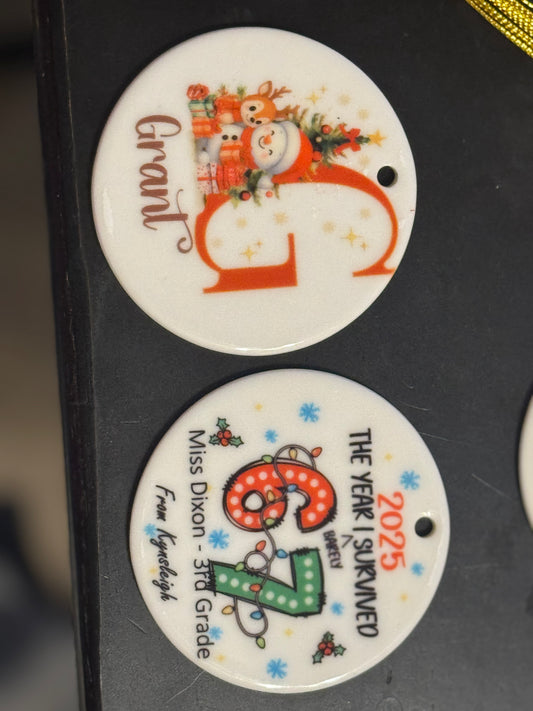 G
Grant
2025
THE YEAR I SURVIVED
BARELY
67
Miss Dixon - 3rd Grade
From Kynsleigh